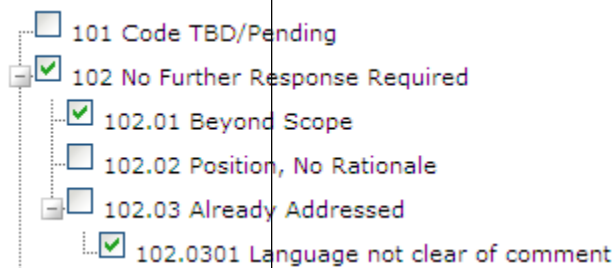 101 Code TBD/Pending
102 No Further Response Required
102.01 Beyond Scope
102.02 Position, No Rationale
102.03 Already Addressed
102.0301 Language not clear of comment